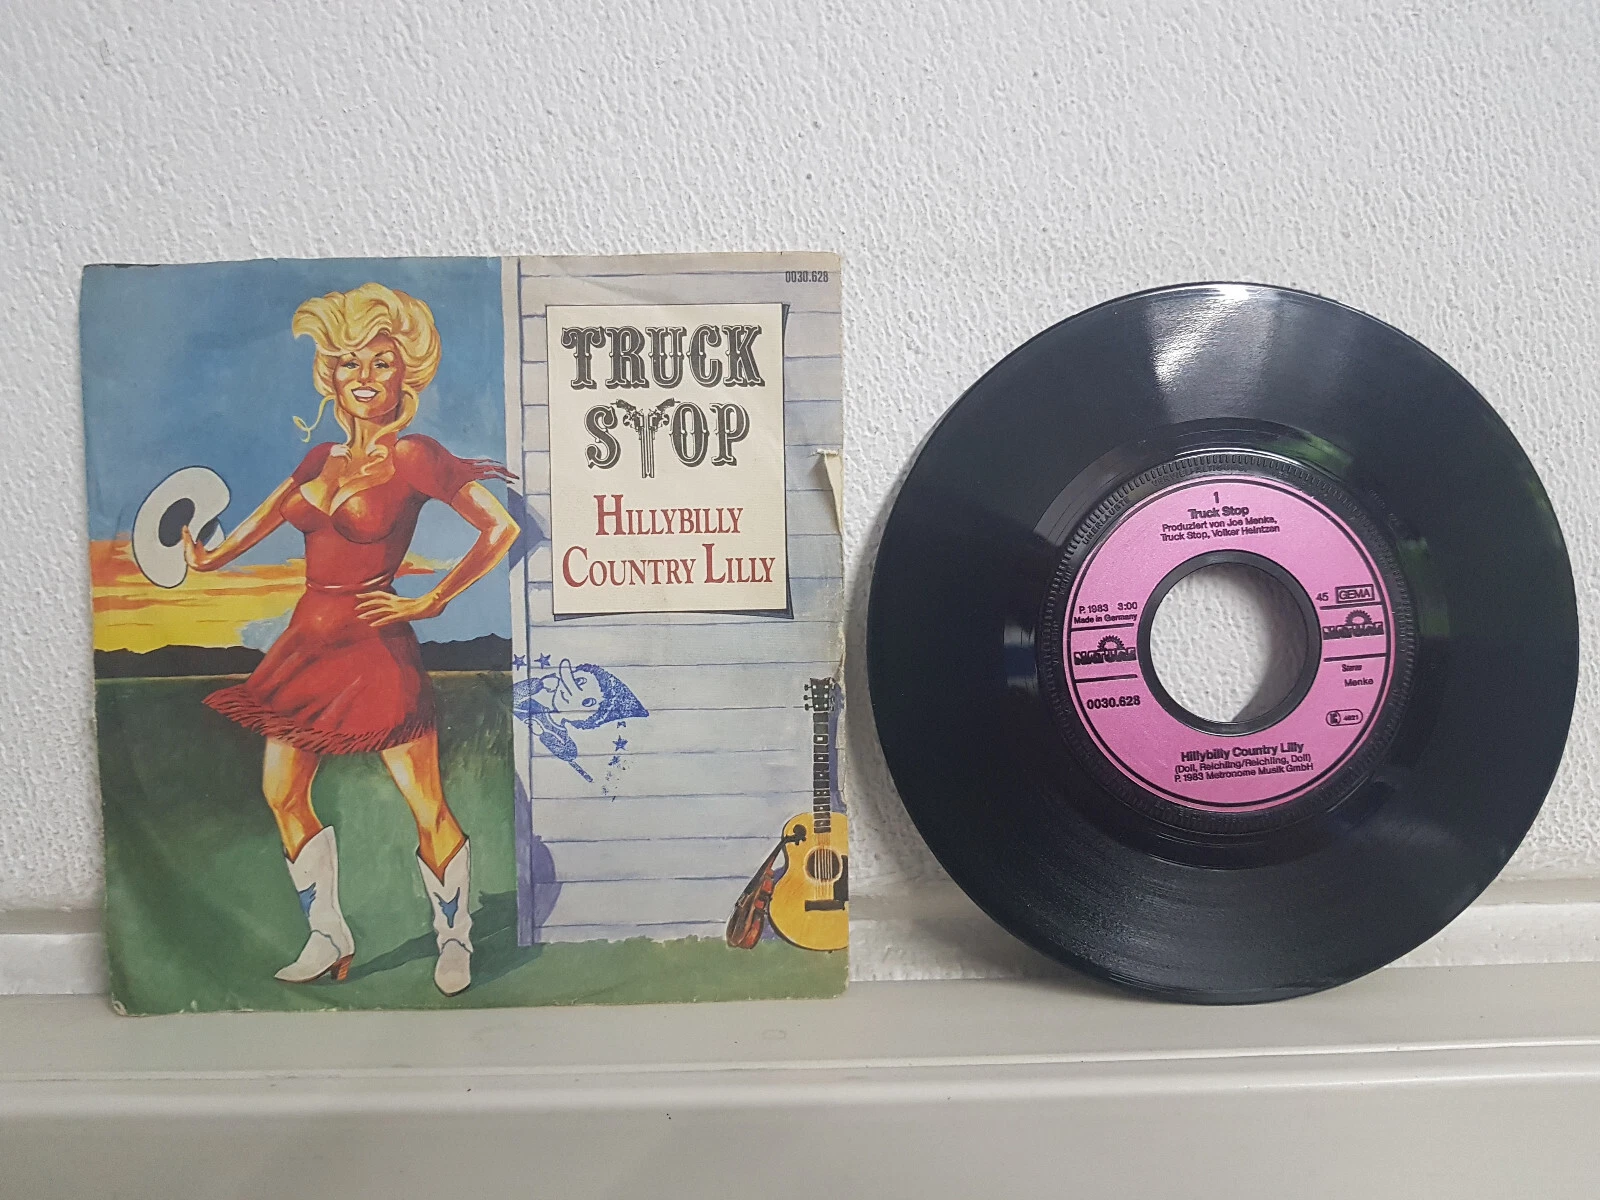 0030.628
TRUCK
STOP
HILLYBILLY
COUNTRY LILLY
1
Truck Stop
Produziert von Joe Menke,
Truck Stop, Volker Heintzen
P. 1983 3:00
Made in Germany
NATURE
0030.628
45 GEMA
NATURE
Stereo
Menke
Hillybilly Country Lilly
(Doll, Reichling/Reichling, Doll)
P. 1983 Metronome Musik GmbH